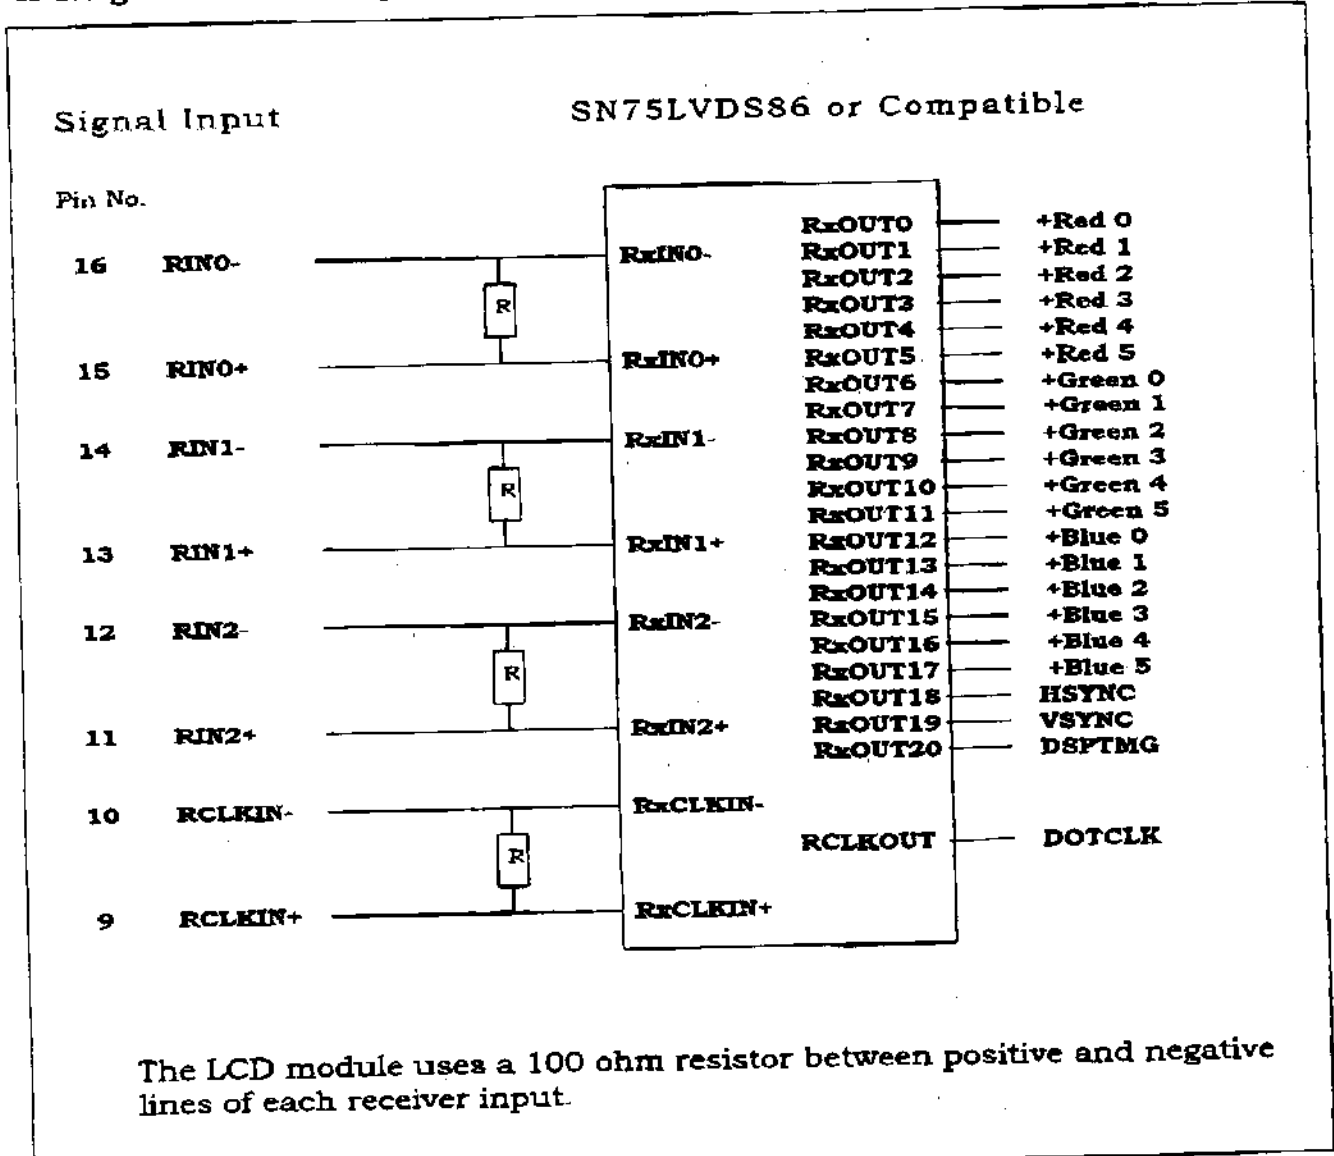 Signal Input
SN75LVDS86 or Compatible
Pin No.
16 RIN0- R RxIN0-
15 RIN0+ RxIN0+
14 RIN1- R RxIN1-
13 RIN1+ RxIN1+
12 RIN2- R RxIN2-
11 RIN2+ RxIN2+
10 RCLKIN- R RxCLKIN-
9 RCLKIN+ RxCLKIN+
RxOUT0 +Red 0
RxOUT1 +Red 1
RxOUT2 +Red 2
RxOUT3 +Red 3
RxOUT4 +Red 4
RxOUT5 +Red 5
RxOUT6 +Green 0
RxOUT7 +Green 1
RxOUT8 +Green 2
RxOUT9 +Green 3
RxOUT10 +Green 4
RxOUT11 +Green 5
RxOUT12 +Blue 0
RxOUT13 +Blue 1
RxOUT14 +Blue 2
RxOUT15 +Blue 3
RxOUT16 +Blue 4
RxOUT17 +Blue 5
RxOUT18 HSYNC
RxOUT19 VSYNC
RxOUT20 DSPTMG
RCLKOUT DOTCLK
The LCD module uses a 100 ohm resistor between positive and negative
lines of each receiver input.